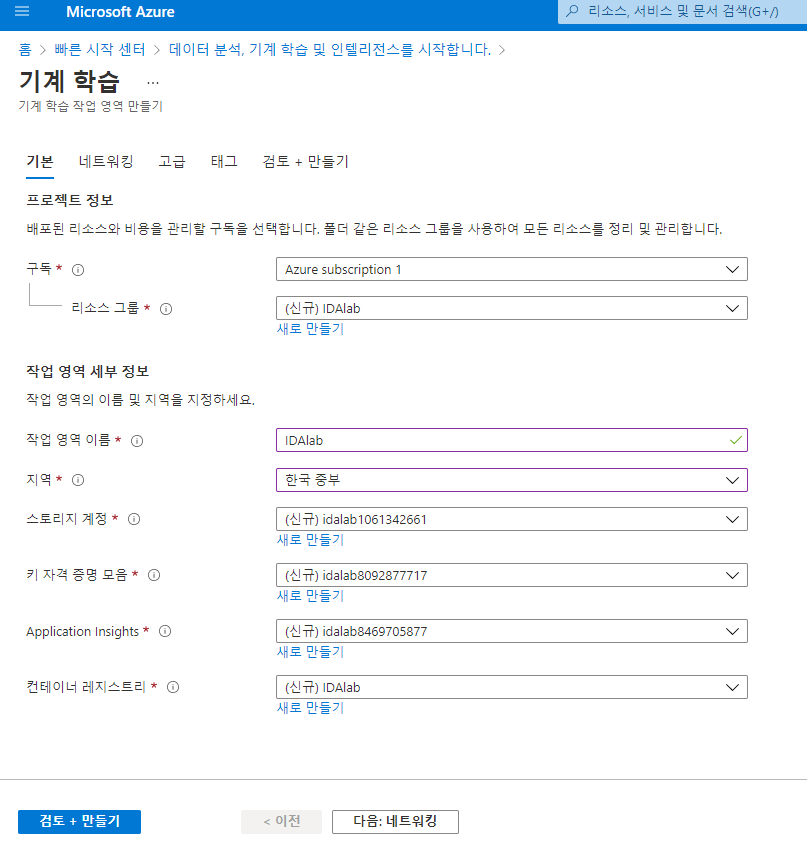 Microsoft Azure
리소스, 서비스 및 문서 검색(G+/)
홈 > 빠른 시작 센터 > 데이터 분석, 기계 학습 및 인텔리전스를 시작합니다. >
기계 학습 ...
기계 학습 작업 영역 만들기
기본 네트워킹 고급 태그 검토 + 만들기
프로젝트 정보
배포된 리소스와 비용을 관리할 구독을 선택합니다. 폴더 같은 리소스 그룹을 사용하여 모든 리소스를 정리 및 관리합니다.
구독 * Azure subscription 1
리소스 그룹 * (신규) IDAlab
새로 만들기
작업 영역 세부 정보
작업 영역의 이름 및 지역을 지정하세요.
작업 영역 이름 * IDAlab
지역 * 한국 중부
스토리지 계정 * (신규) idalab1061342661
새로 만들기
키 자격 증명 모음 * (신규) idalab8092877717
새로 만들기
Application Insights * (신규) idalab8469705877
새로 만들기
컨테이너 레지스트리 * (신규) IDAlab
새로 만들기
검토 + 만들기 < 이전 다음: 네트워킹